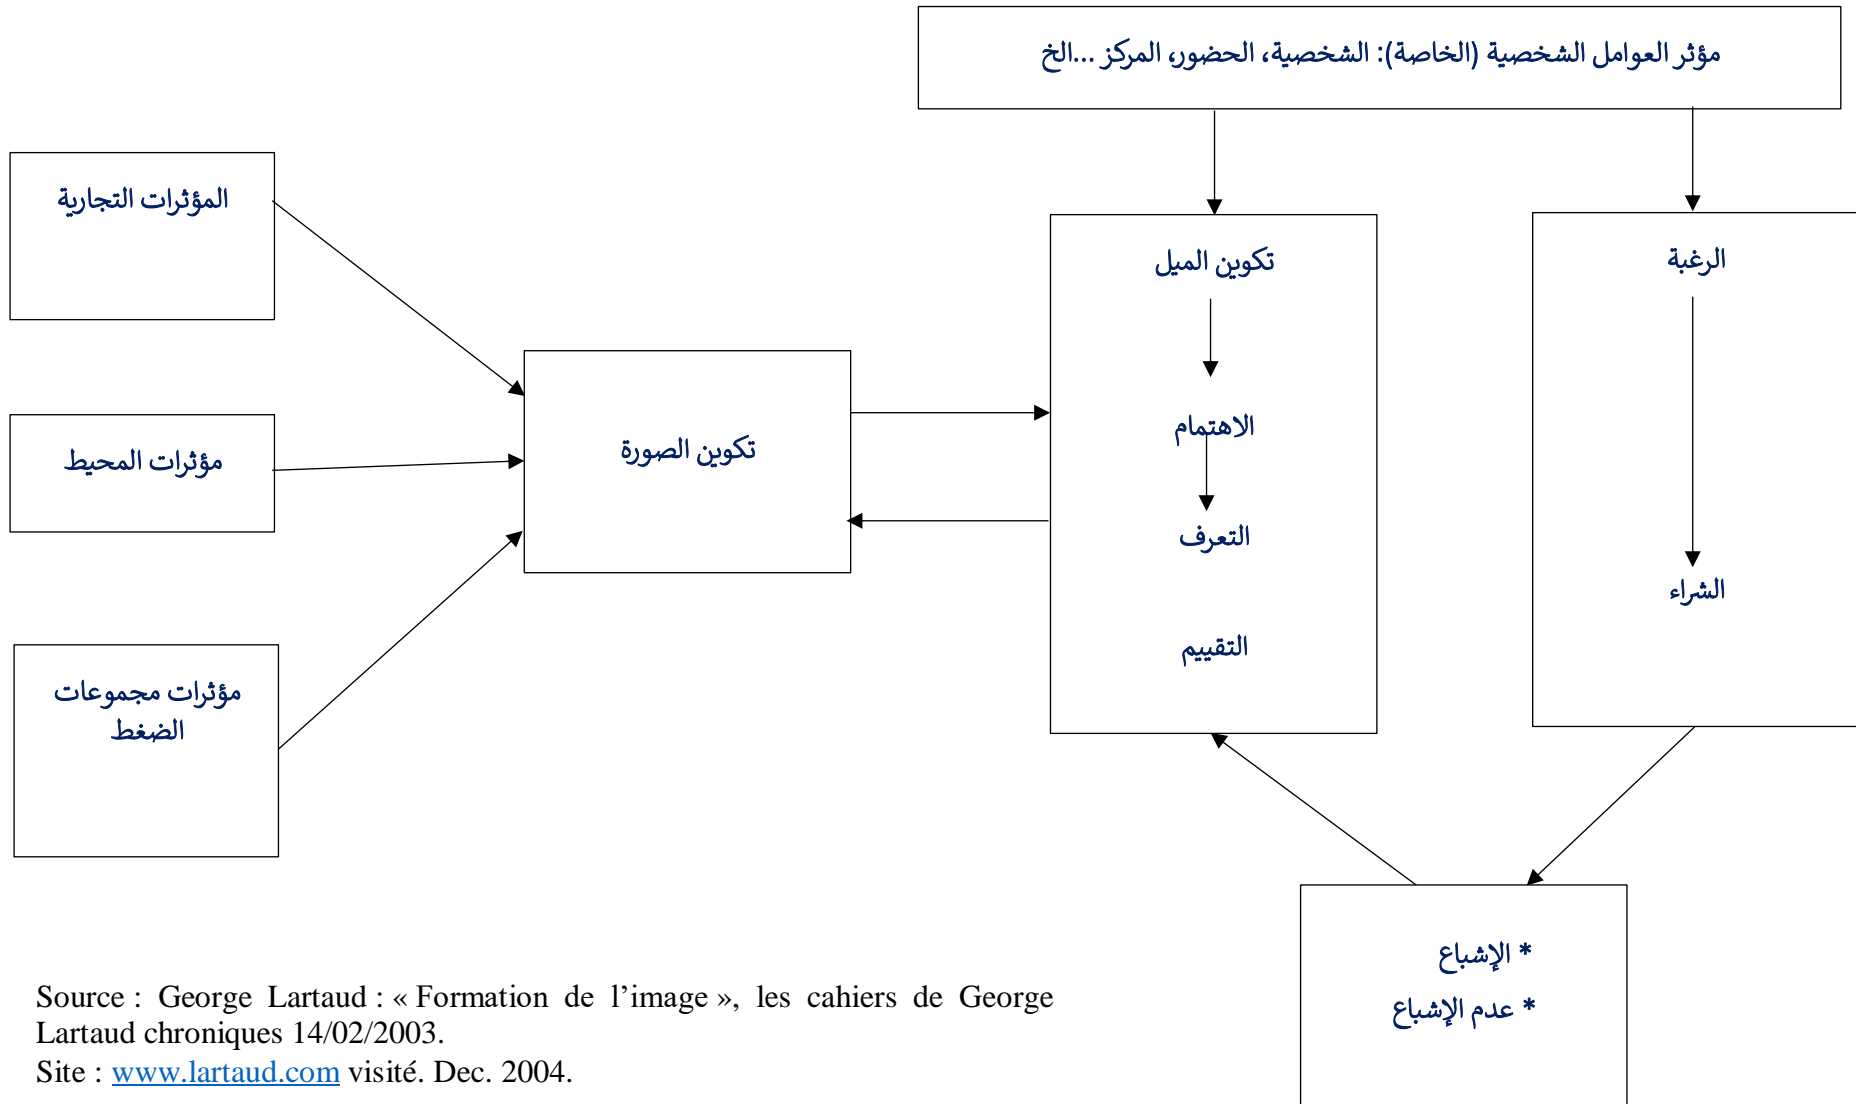 مؤثر العوامل الشخصية (الخاصة): الشخصية، الحضور، المركز ...الخ
المؤثرات التجارية
مؤثرات المحيط
مؤثرات مجموعات
الضغط
تكوين الصورة
تكوين الميل
الاهتمام
التعرف
التقييم
الرغبة
الشراء
* الإشباع
* عدم الإشباع
Source : George Lartaud : « Formation de l’image », les cahiers de George
Lartaud chroniques 14/02/2003.
Site : www.lartaud.com visité. Dec. 2004.